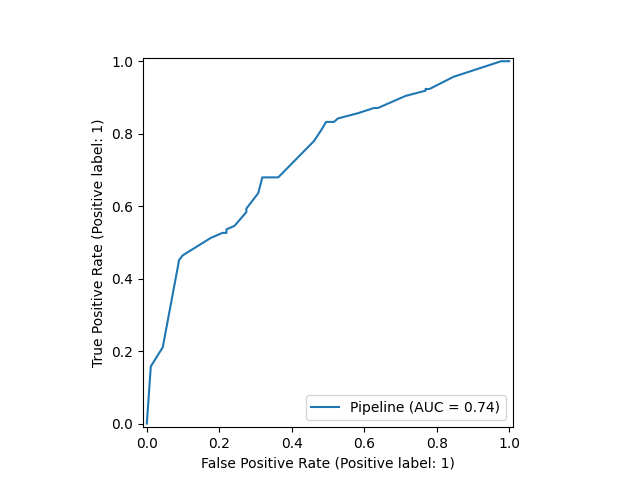 1.0
0.8
0.6
0.4
0.2
0.0
True Positive Rate (Positive label: 1)
Pipeline (AUC = 0.74)
0.0 0.2 0.4 0.6 0.8 1.0
False Positive Rate (Positive label: 1)